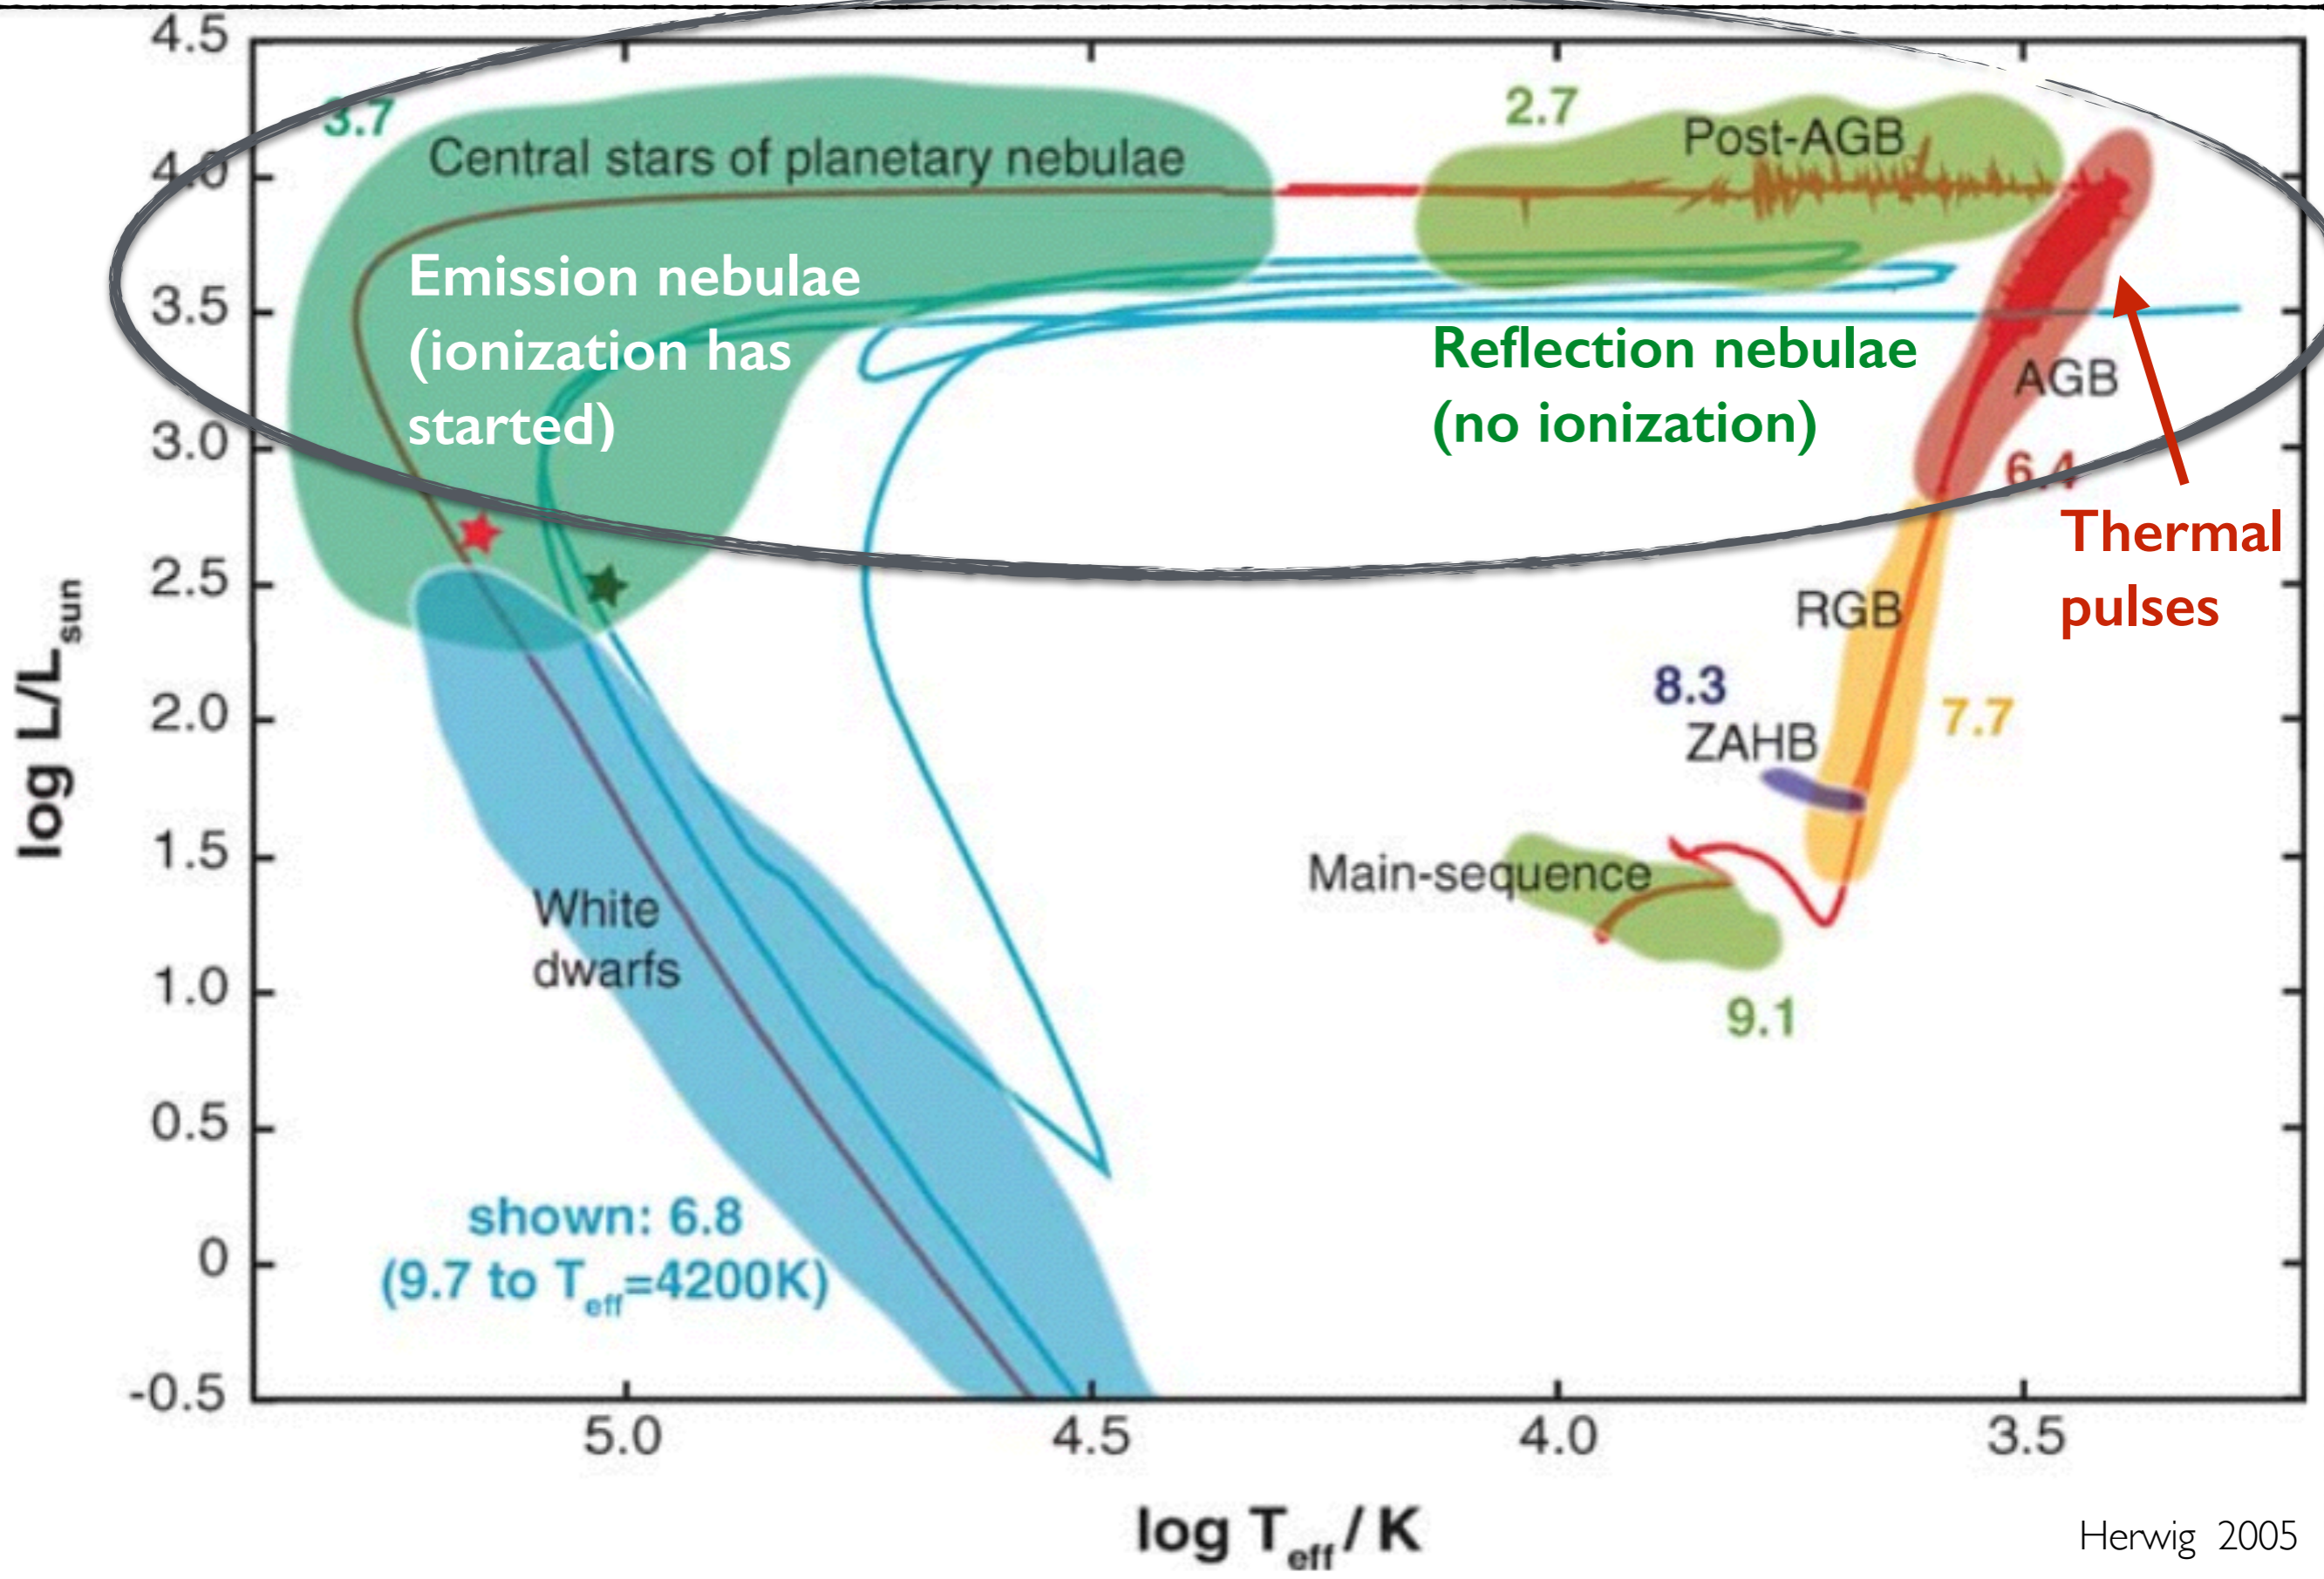 4.5
4.0
3.5
3.0
2.5
2.0
1.5
1.0
0.5
0
-0.5
log L/Lsun
3.7
Central stars of planetary nebulae
2.7
Post-AGB
Emission nebulae
(ionization has
started)
Reflection nebulae
(no ionization)
AGB
6.4
Thermal
pulses
RGB
8.3
ZAHB
7.7
Main-sequence
9.1
White
dwarfs
shown: 6.8
(9.7 to Teff=4200K)
5.0
4.5
4.0
3.5
log Teff / K
Herwig 2005